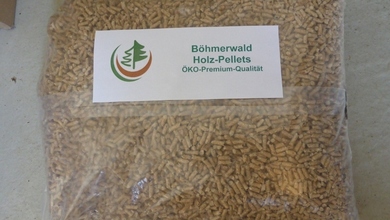 Böhmerwald
Holz-Pellets
ÖKO-Premium-Qualität